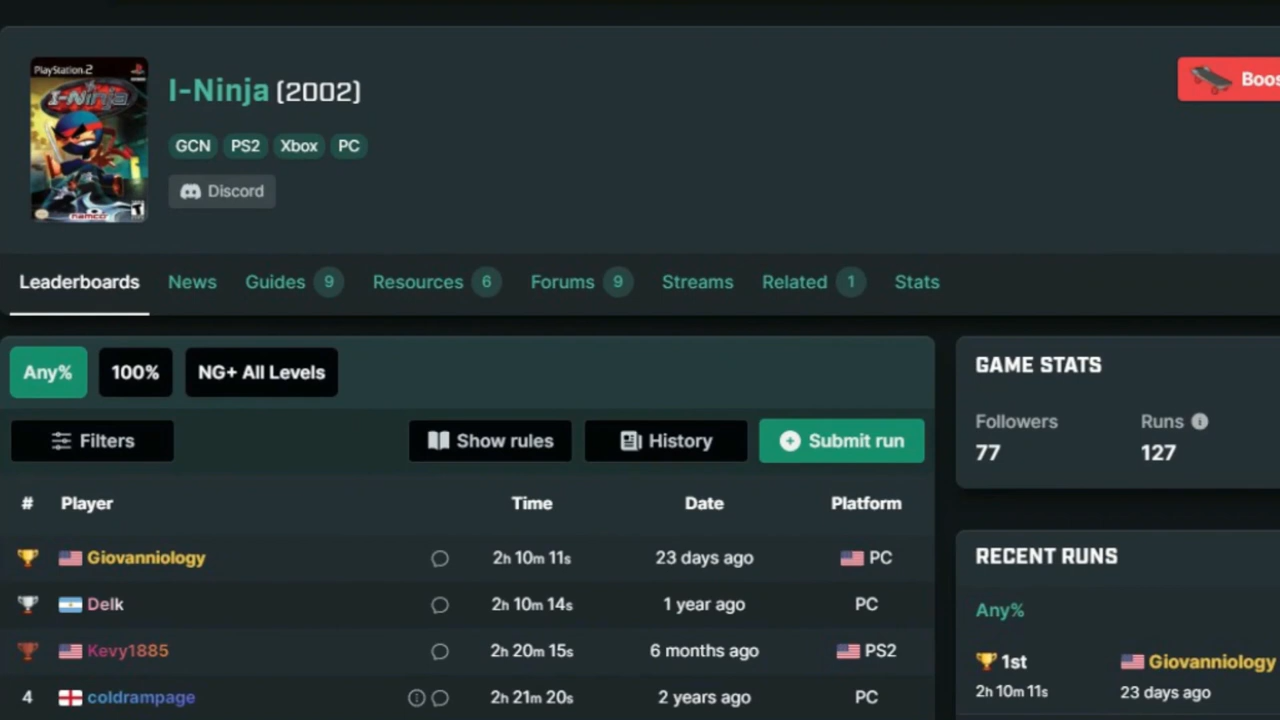 PlayStation 2
I-Ninja
namco
I-Ninja (2002)
GCN PS2 Xbox PC
Discord
Boos
Leaderboards News Guides 9 Resources 6 Forums 9 Streams Related 1 Stats
Any% 100% NG+ All Levels
Filters Show rules History Submit run
# Player Time Date Platform
Giovanniology 2h 10m 11s 23 days ago PC
Delk 2h 10m 14s 1 year ago PC
Kevy1885 2h 20m 15s 6 months ago PS2
4 coldrampage 2h 21m 20s 2 years ago PC
GAME STATS
Followers Runs
77 127
RECENT RUNS
Any%
1st Giovanniology
2h 10m 11s 23 days ago